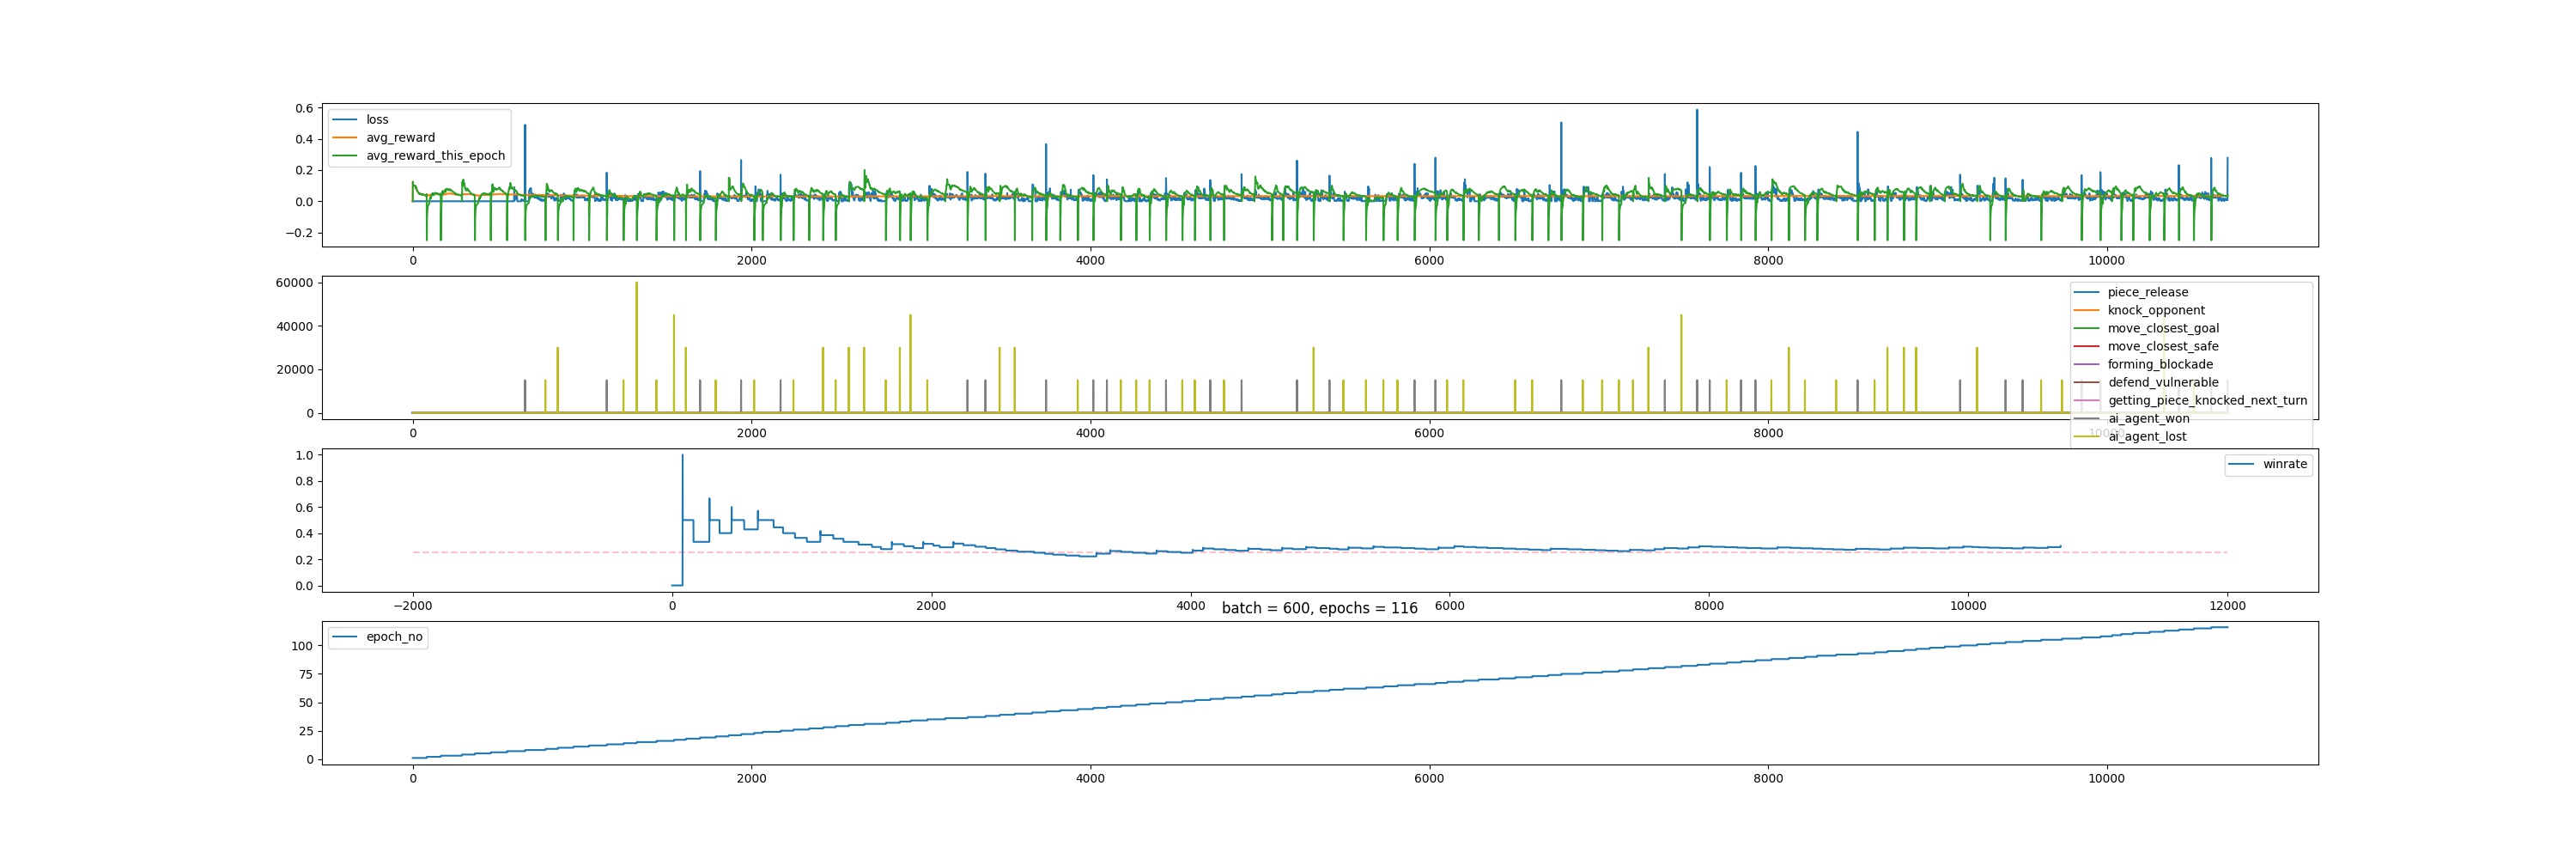 0.6
0.4
0.2
0.0
−0.2
loss
avg_reward
avg_reward_this_epoch
0 2000 4000 6000 8000 10000
60000
40000
20000
0
piece_release
knock_opponent
move_closest_goal
move_closest_safe
forming_blockade
defend_vulnerable
getting_piece_knocked_next_turn
ai_agent_won
ai_agent_lost
0 2000 4000 6000 8000 10000
1.0
0.8
0.6
0.4
0.2
0.0
winrate
−2000 0 2000 4000 6000 8000 10000 12000
batch = 600, epochs = 116
100
75
50
25
0
epoch_no
0 2000 4000 6000 8000 10000